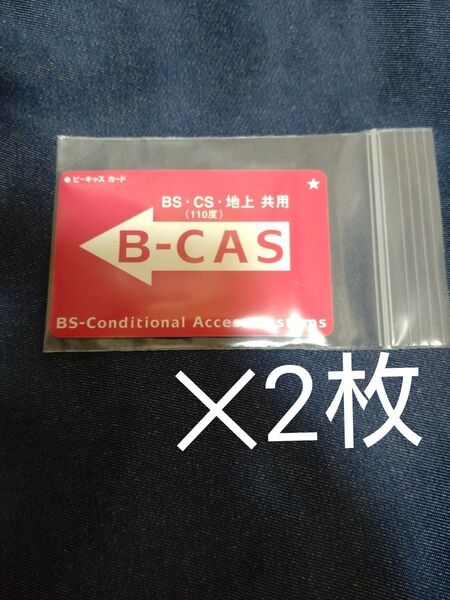 ●ビーキャス カード
★
BS・CS・地上 共用
(110度)
B-CAS
BS-Conditional Access Systems
×2枚